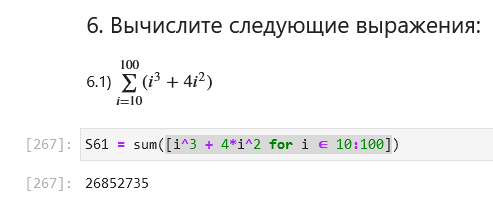 6. Вычислите следующие выражения:
100
6.1) ∑ (i³ + 4i²)
i=10
[267]: S61 = sum([i^3 + 4*i^2 for i ∈ 10:100])
[267]: 26852735